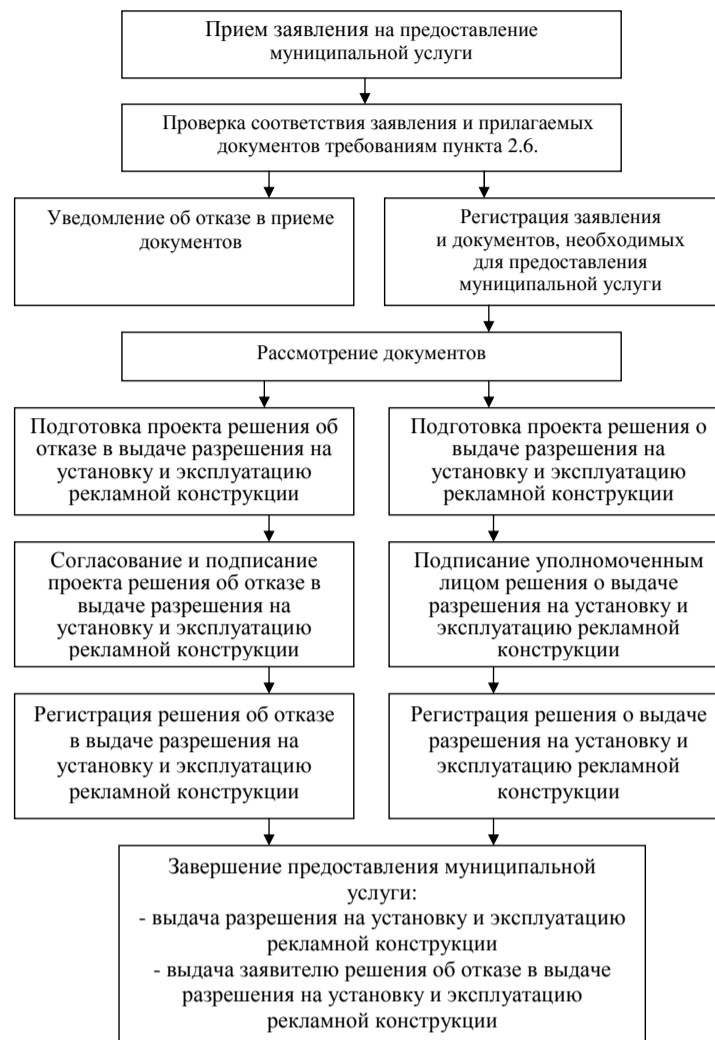 Прием заявления на предоставление
муниципальной услуги
Проверка соответствия заявления и прилагаемых
документов требованиям пункта 2.6.
Уведомление об отказе в приеме
документов
Регистрация заявления
и документов, необходимых
для предоставления
муниципальной услуги
Рассмотрение документов
Подготовка проекта решения об
отказе в выдаче разрешения на
установку и эксплуатацию
рекламной конструкции
Подготовка проекта решения о
выдаче разрешения на
установку и эксплуатацию
рекламной конструкции
Согласование и подписание
проекта решения об отказе в
выдаче разрешения на
установку и эксплуатацию
рекламной конструкции
Подписание уполномоченным
лицом решения о выдаче
разрешения на установку и
эксплуатацию рекламной
конструкции
Регистрация решения об отказе
в выдаче разрешения на
установку и эксплуатацию
рекламной конструкции
Регистрация решения о выдаче
разрешения на установку и
эксплуатацию рекламной
конструкции
Завершение предоставления муниципальной
услуги:
- выдача разрешения на установку и эксплуатацию
рекламной конструкции
- выдача заявителю решения об отказе в выдаче
разрешения на установку и эксплуатацию
рекламной конструкции